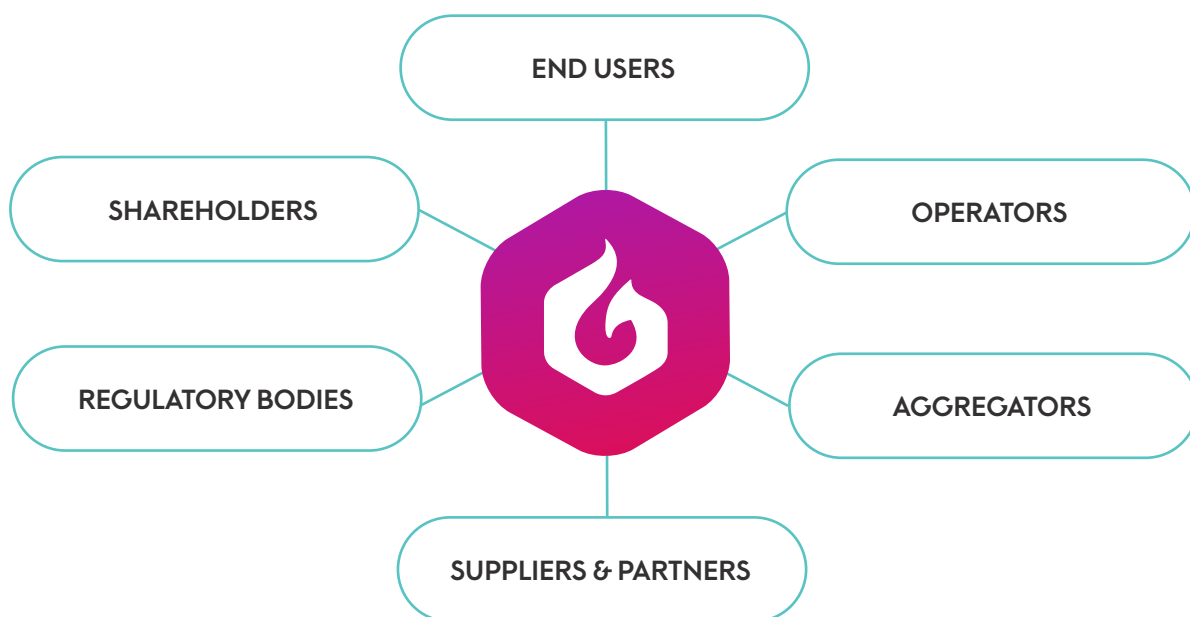 END USERS
SHAREHOLDERS
OPERATORS
REGULATORY BODIES
AGGREGATORS
SUPPLIERS & PARTNERS